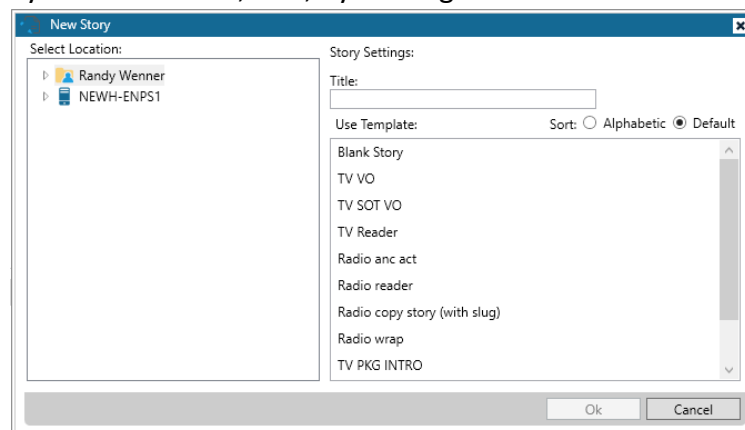 New Story
Select Location:
Randy Wenner
NEWH-ENPS1
Story Settings:
Title:
Use Template: Sort: Alphabetic Default
Blank Story
TV VO
TV SOT VO
TV Reader
Radio anc act
Radio reader
Radio copy story (with slug)
Radio wrap
TV PKG INTRO
Ok Cancel